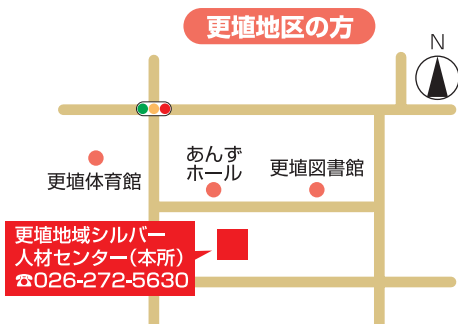 更埴地区の方
N
あんず
ホール
更埴図書館
更埴体育館
更埴地域シルバー
人材センター(本所)
☎026-272-5630